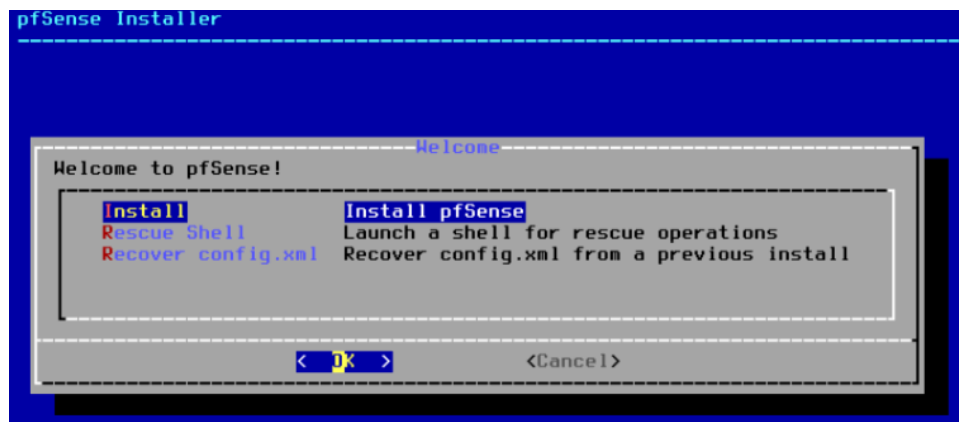 pfSense Installer
Welcome
Welcome to pfSense!
Install Install pfSense
Rescue Shell Launch a shell for rescue operations
Recover config.xml Recover config.xml from a previous install
< OK > <Cancel>